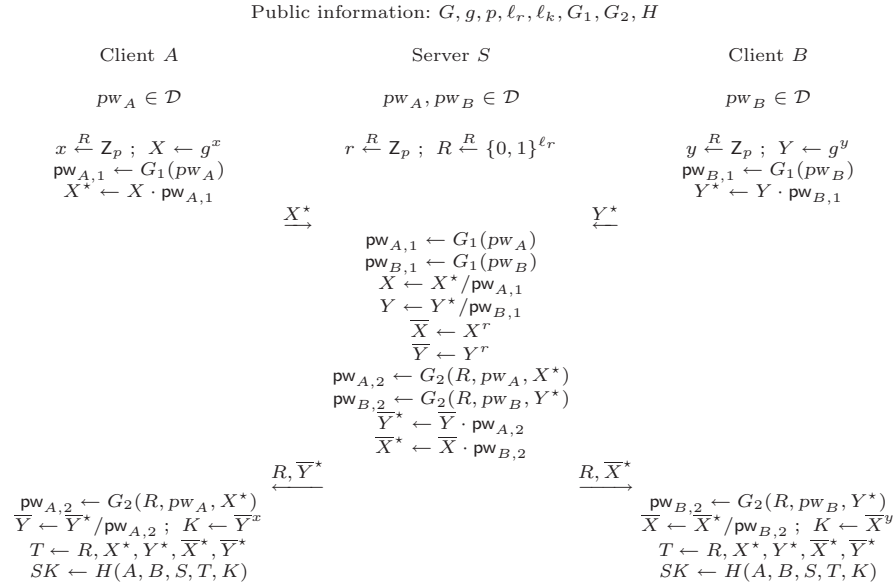 Public information: G, g, p, ℓ_r, ℓ_k, G_1, G_2, H
Client A Server S Client B
pw_A ∈ 𝒟 pw_A, pw_B ∈ 𝒟 pw_B ∈ 𝒟
x ←^R Z_p ; X ← g^x r ←^R Z_p ; R ←^R {0, 1}^{ℓ_r} y ←^R Z_p ; Y ← g^y
pw_{A,1} ← G_1(pw_A) pw_{B,1} ← G_1(pw_B)
X^⋆ ← X · pw_{A,1} Y^⋆ ← Y · pw_{B,1}
X^⋆ → Y^⋆ ←
pw_{A,1} ← G_1(pw_A)
pw_{B,1} ← G_1(pw_B)
X ← X^⋆/pw_{A,1}
Y ← Y^⋆/pw_{B,1}
X̅ ← X^r
Y̅ ← Y^r
pw_{A,2} ← G_2(R, pw_A, X^⋆)
pw_{B,2} ← G_2(R, pw_B, Y^⋆)
Y̅^⋆ ← Y̅ · pw_{A,2}
X̅^⋆ ← X̅ · pw_{B,2}
R, Y̅^⋆ ← R, X̅^⋆ →
pw_{A,2} ← G_2(R, pw_A, X^⋆) pw_{B,2} ← G_2(R, pw_B, Y^⋆)
Y̅ ← Y̅^⋆/pw_{A,2} ; K ← Y̅^x X̅ ← X̅^⋆/pw_{B,2} ; K ← X̅^y
T ← R, X^⋆, Y^⋆, X̅^⋆, Y̅^⋆ T ← R, X^⋆, Y^⋆, X̅^⋆, Y̅^⋆
SK ← H(A, B, S, T, K) SK ← H(A, B, S, T, K)